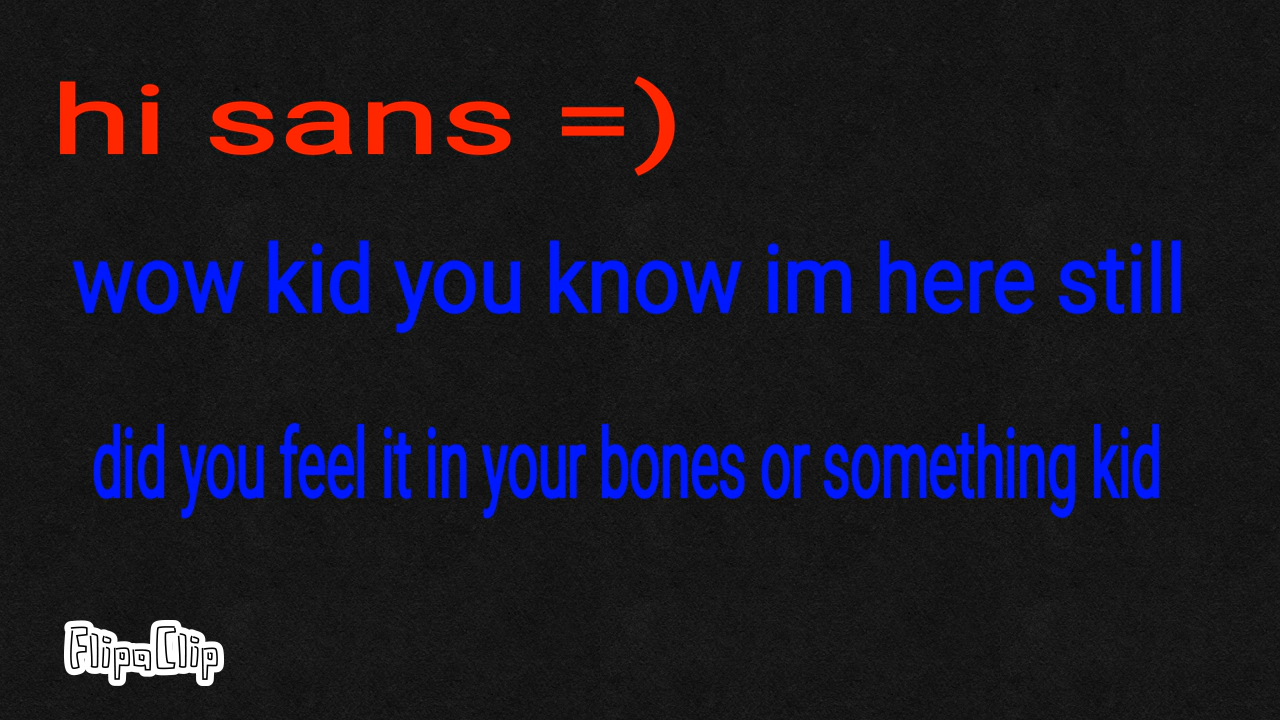 hi sans =)
wow kid you know im here still
did you feel it in your bones or something kid
FlipaClip